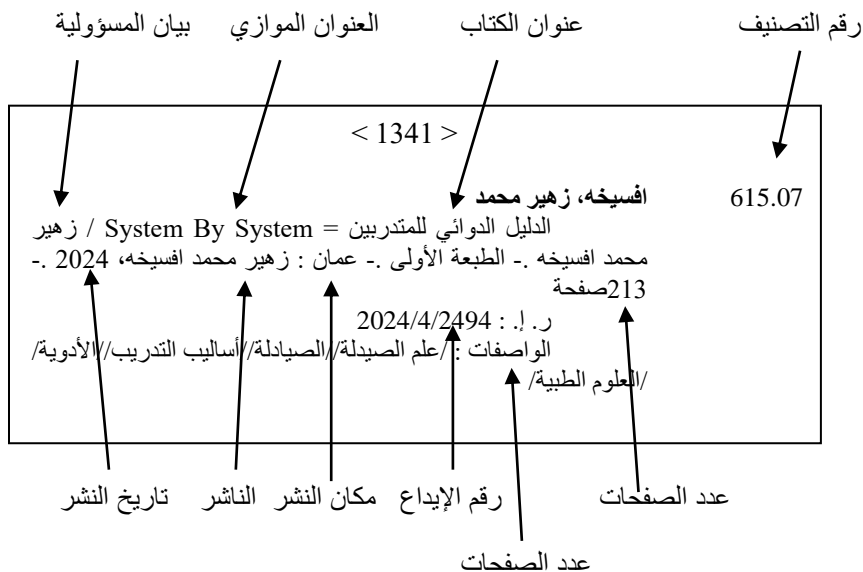 رقم التصنيف عنوان الكتاب العنوان الموازي بيان المسؤولية
< 1341 >
615.07 افسيخه، زهير محمد
الدليل الدوائي للمتدربين = System By System / زهير
محمد افسيخه .- الطبعة الأولى .- عمان : زهير محمد افسيخه، 2024 .-
213صفحة
ر. إ. : 2024/4/2494
الواصفات : /علم الصيدلة//الصيادلة//أساليب التدريب//الأدوية/
/العلوم الطبية/
عدد الصفحات رقم الإيداع مكان النشر الناشر تاريخ النشر
عدد الصفحات